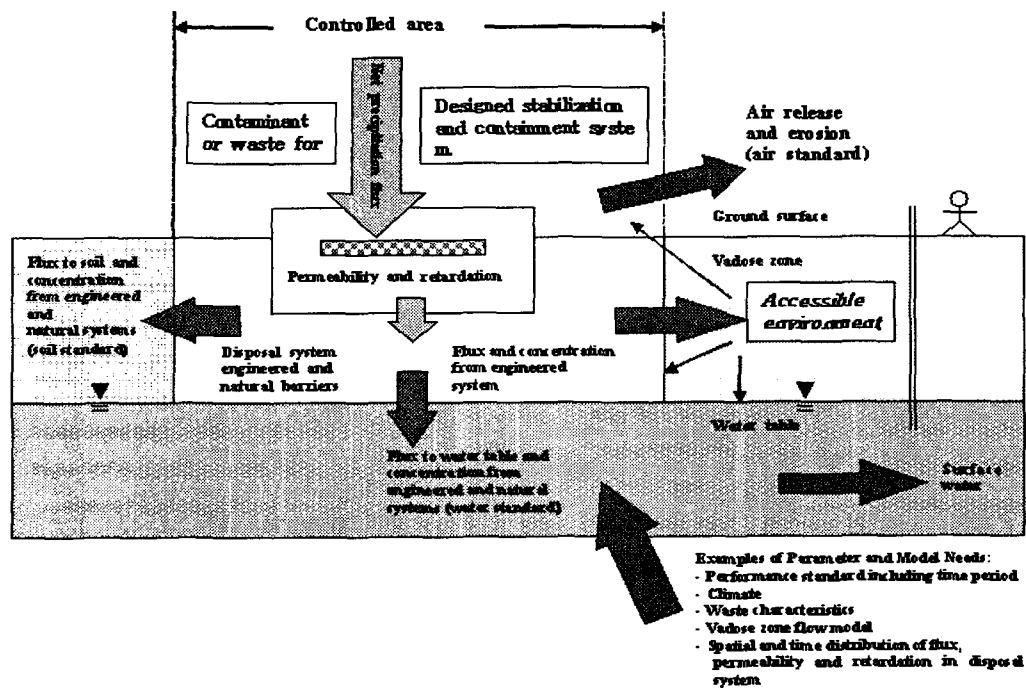 Controlled area
Net precipitation flux
Contaminant
or waste for
Designed stabilization
and containment syste
m.
Air release
and erosion
(air standard)
Ground surface
Vadose zone
Accessible
environment
Flux to soil and
concentration
from engineered
and
natural systems
(soil standard)
Permeability and retardation
Disposal system
engineered and
natural barriers
Flux and concentration
from engineered
system
Water table
Flux to water table and
concentration from
engineered and natural
systems (water standard)
Surface
water
Examples of Parameter and Model Needs:
- Performance standard including time period
- Climate
- Waste characteristics
- Vadose zone flow model
- Spatial and time distribution of flux,
permeability and retardation in disposal
system